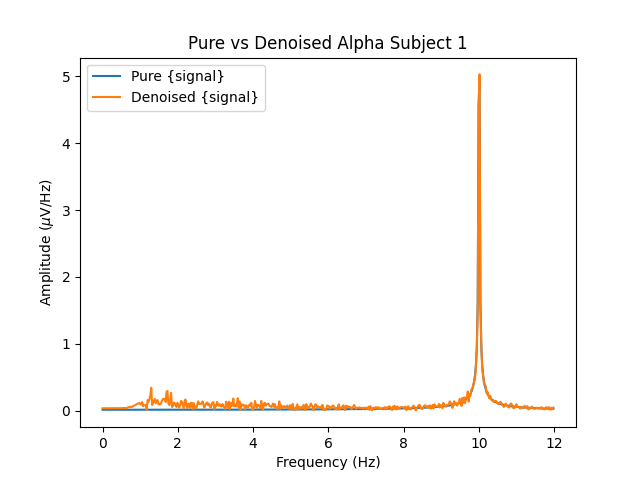 Pure vs Denoised Alpha Subject 1
Pure {signal}
Denoised {signal}
Amplitude (μV/Hz)
5
4
3
2
1
0
0 2 4 6 8 10 12
Frequency (Hz)